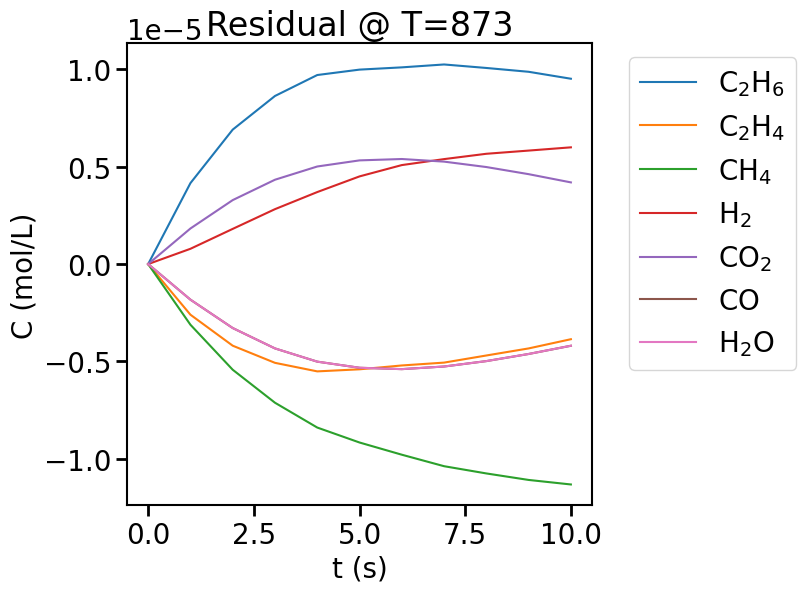 1e−5 Residual @ T=873
C (mol/L)
1.0
0.5
0.0
−0.5
−1.0
0.0 2.5 5.0 7.5 10.0
t (s)
C₂H₆
C₂H₄
CH₄
H₂
CO₂
CO
H₂O